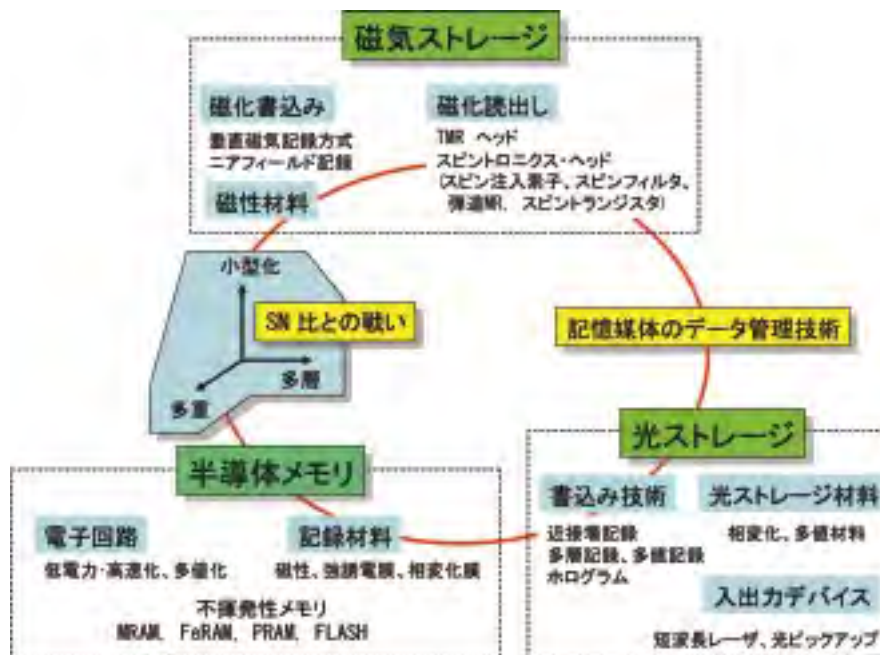 磁気ストレージ
磁化書込み
垂直磁気記録方式
ニアフィールド記録
磁性材料
磁化読出し
TMR ヘッド
スピントロニクス・ヘッド
(スピン注入素子、スピンフィルタ、
弾道MR、スピントランジスタ)
小型化
多層
多重
SN 比との戦い
記憶媒体のデータ管理技術
半導体メモリ
電子回路
低電力・高速化、多値化
記録材料
磁性、強誘電膜、相変化膜
不揮発性メモリ
MRAM, FeRAM, PRAM, FLASH
光ストレージ
書込み技術
近接場記録
多層記録、多値記録
ホログラム
光ストレージ材料
相変化、多値材料
入出力デバイス
短波長レーザ、光ピックアップ